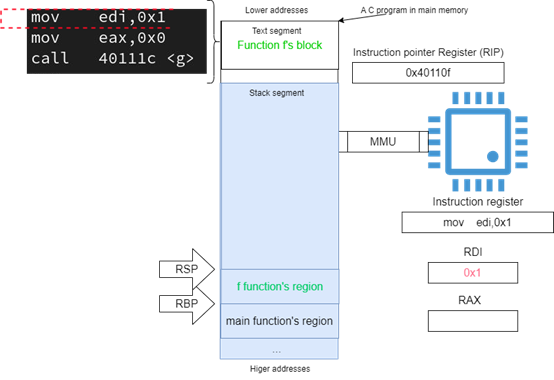 Lower addresses
A C program in main memory
mov edi,0x1
mov eax,0x0
call 40111c <g>
Text segment
Function f's block
Instruction pointer Register (RIP)
0x40110f
Stack segment
MMU
Instruction register
mov edi,0x1
RDI
0x1
RAX
RSP
f function's region
RBP
main function's region
...
Higer addresses